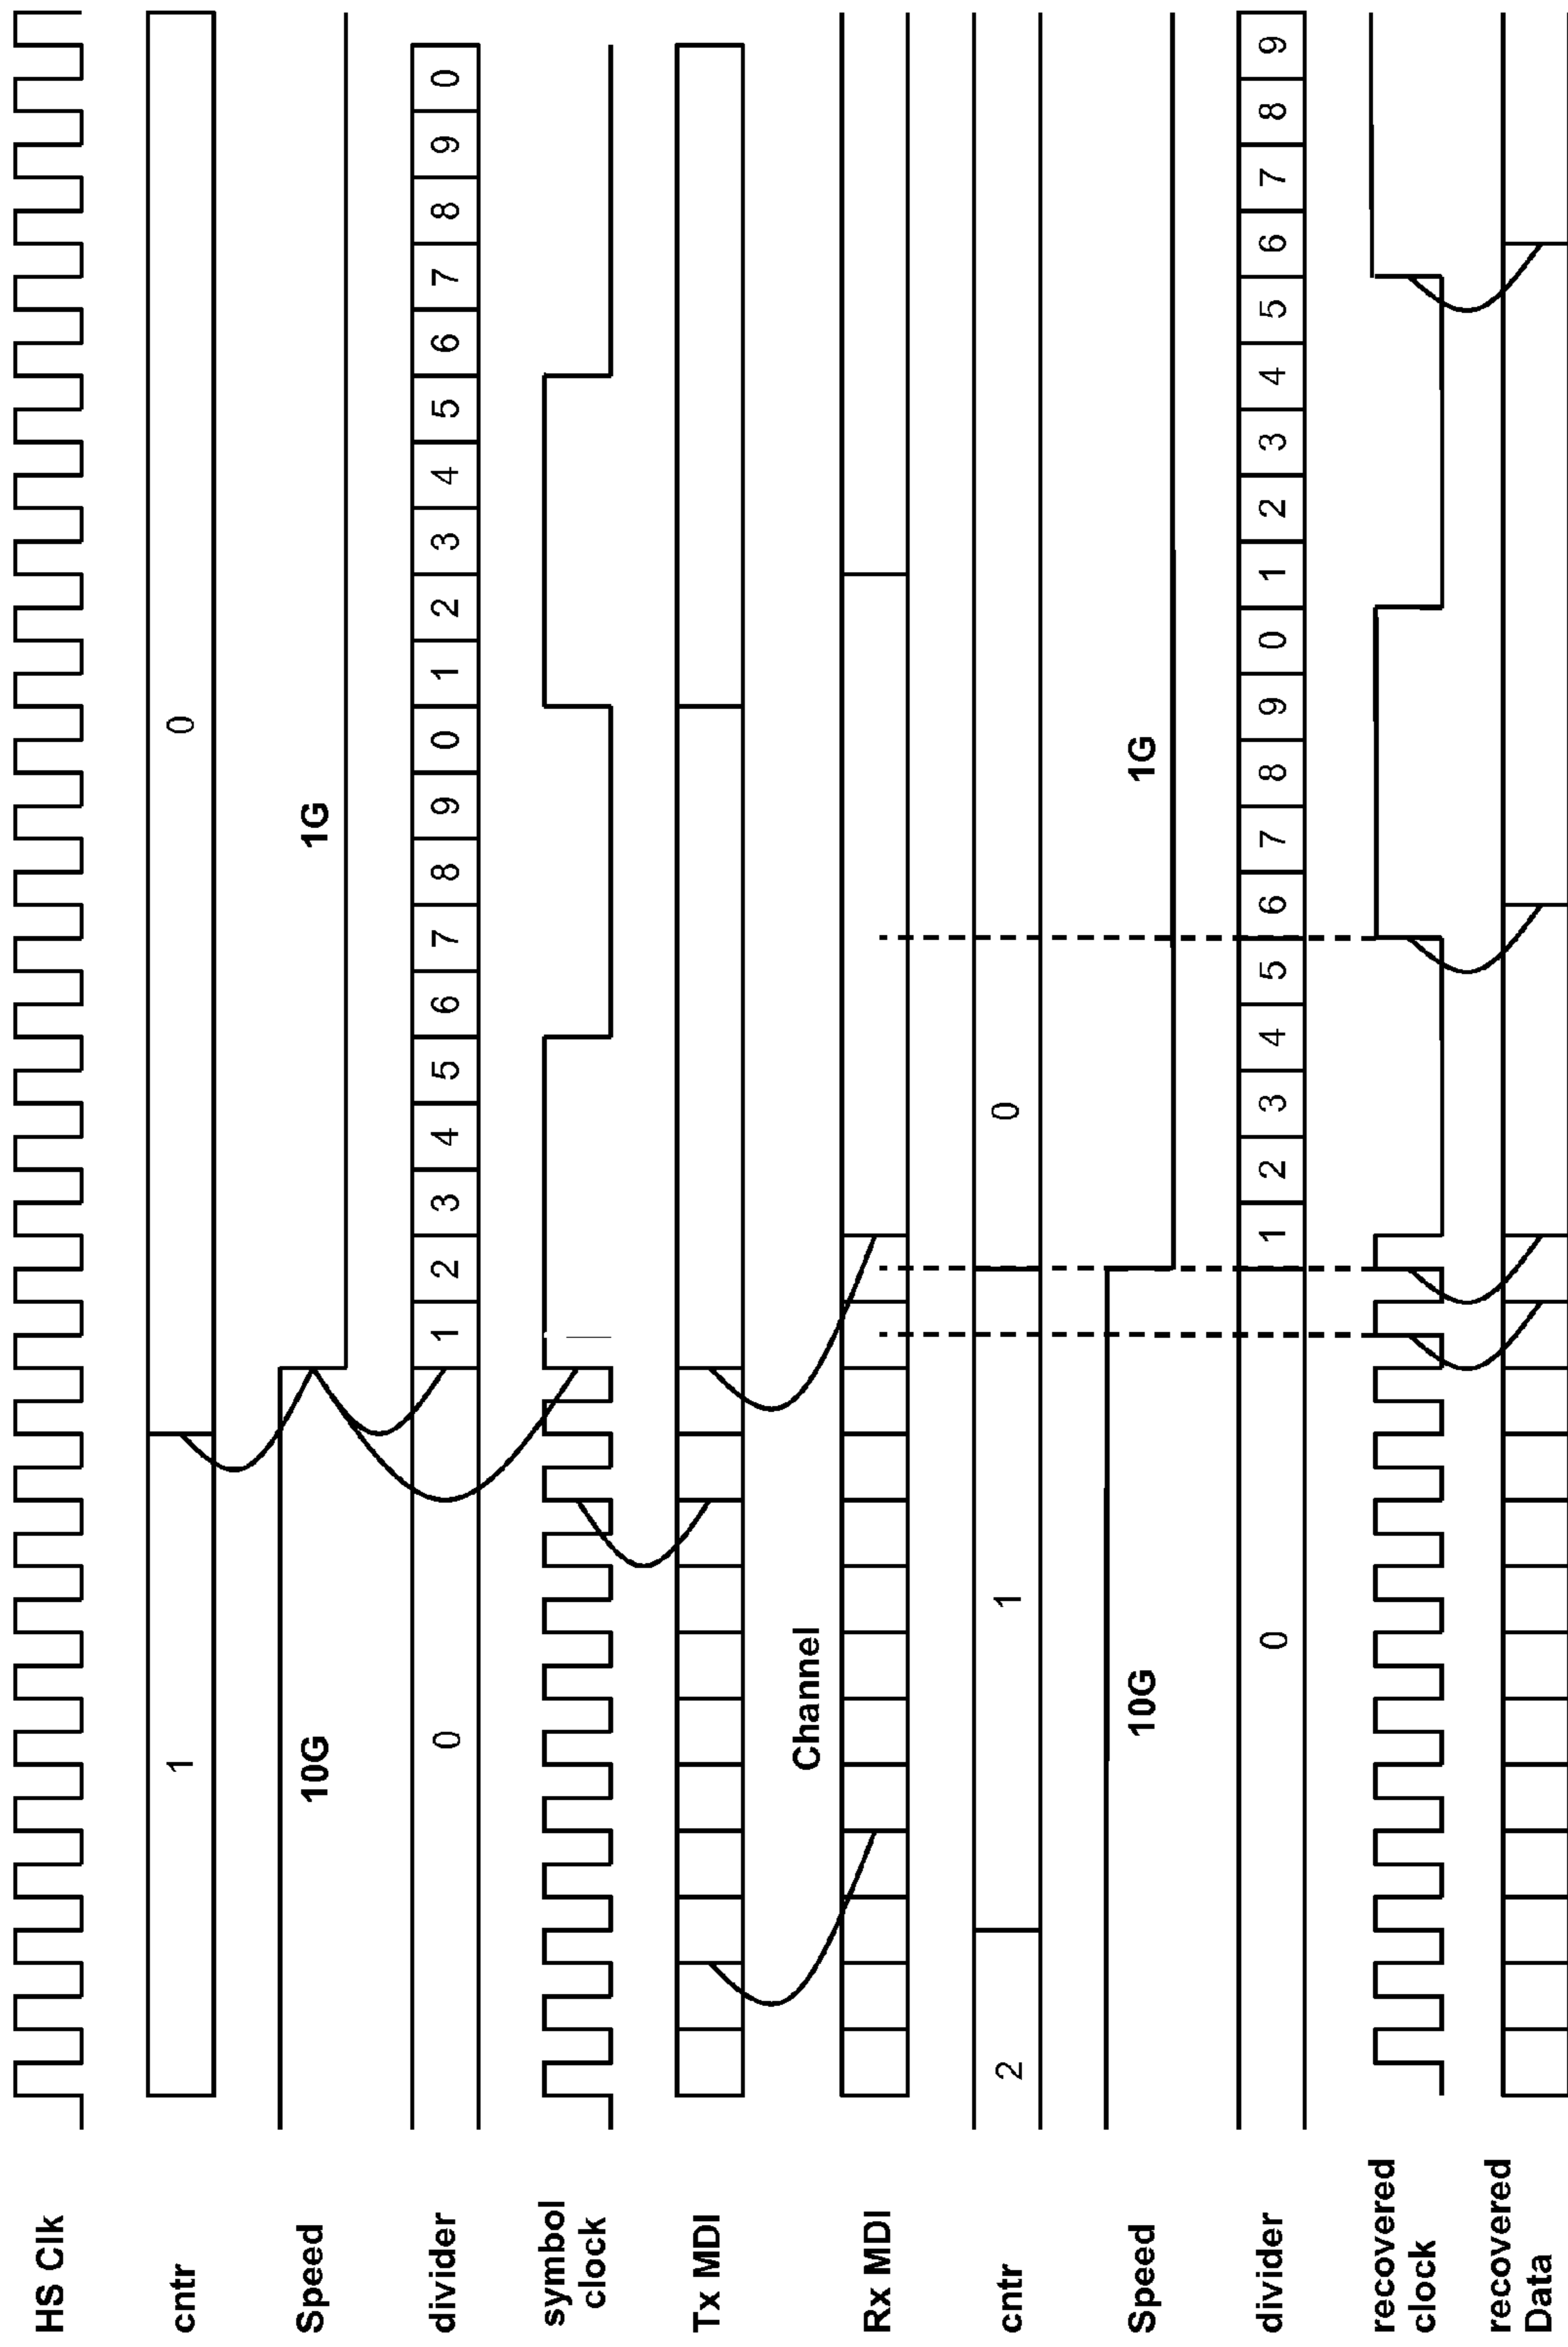 HS Clk
cntr
1
0
Speed
10G
1G
divider
0
1 2 3 4 5 6 7 8 9 0 1 2 3 4 5 6 7 8 9 0
symbol
clock
Tx MDI
Channel
Rx MDI
cntr
2
1
0
Speed
10G
1G
divider
0
1 2 3 4 5 6 7 8 9 0 1 2 3 4 5 6 7 8 9
recovered
clock
recovered
Data